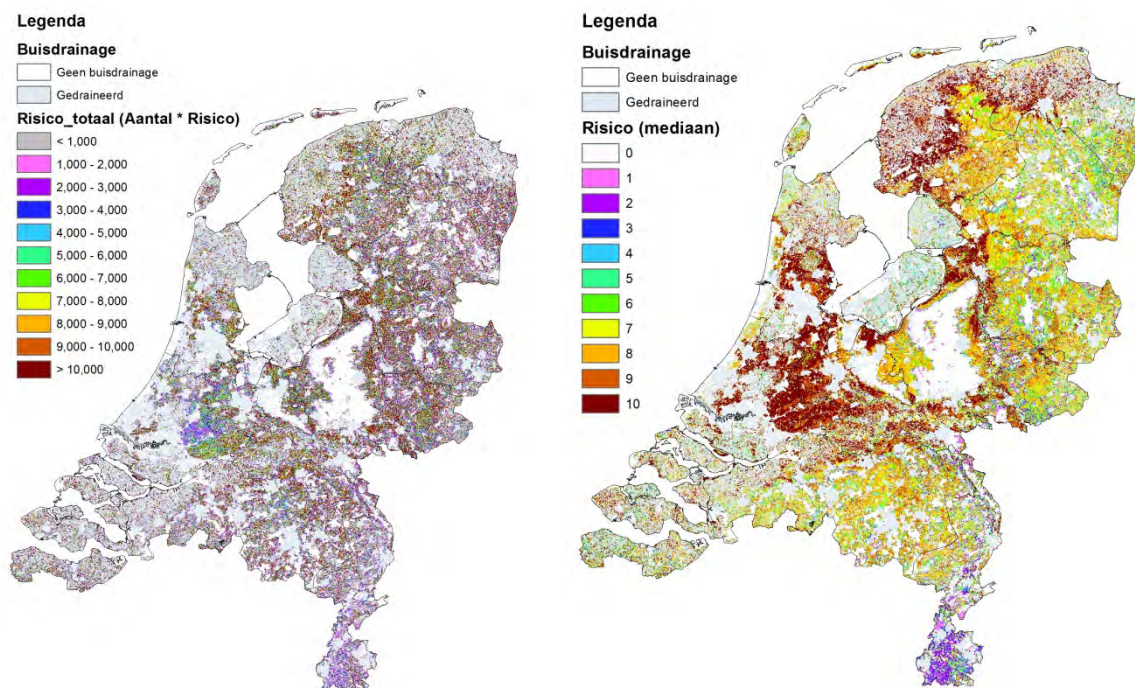 Legenda
Buisdrainage
Geen buisdrainage
Gedraineerd
Risico_totaal (Aantal * Risico)
< 1,000
1,000 - 2,000
2,000 - 3,000
3,000 - 4,000
4,000 - 5,000
5,000 - 6,000
6,000 - 7,000
7,000 - 8,000
8,000 - 9,000
9,000 - 10,000
> 10,000
Legenda
Buisdrainage
Geen buisdrainage
Gedraineerd
Risico (mediaan)
0
1
2
3
4
5
6
7
8
9
10